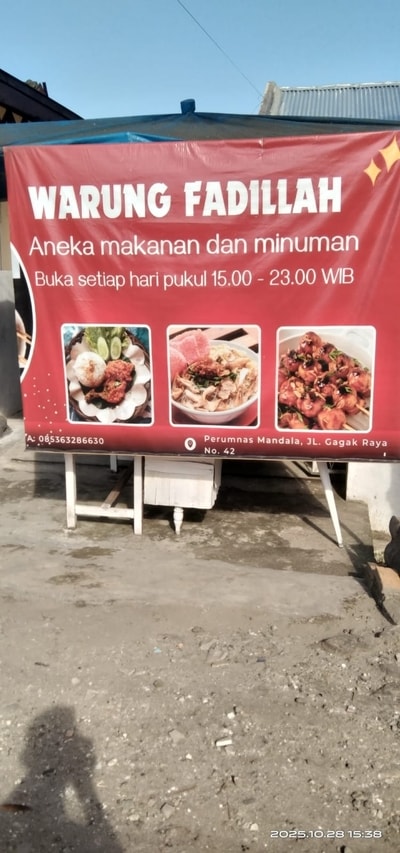 WARUNG FADILLAH
Aneka makanan dan minuman
Buka setiap hari pukul 15.00 - 23.00 WIB
A: 085363286630
Perumnas Mandala, JL. Gagak Raya
No. 42
2025.10.28 15:38